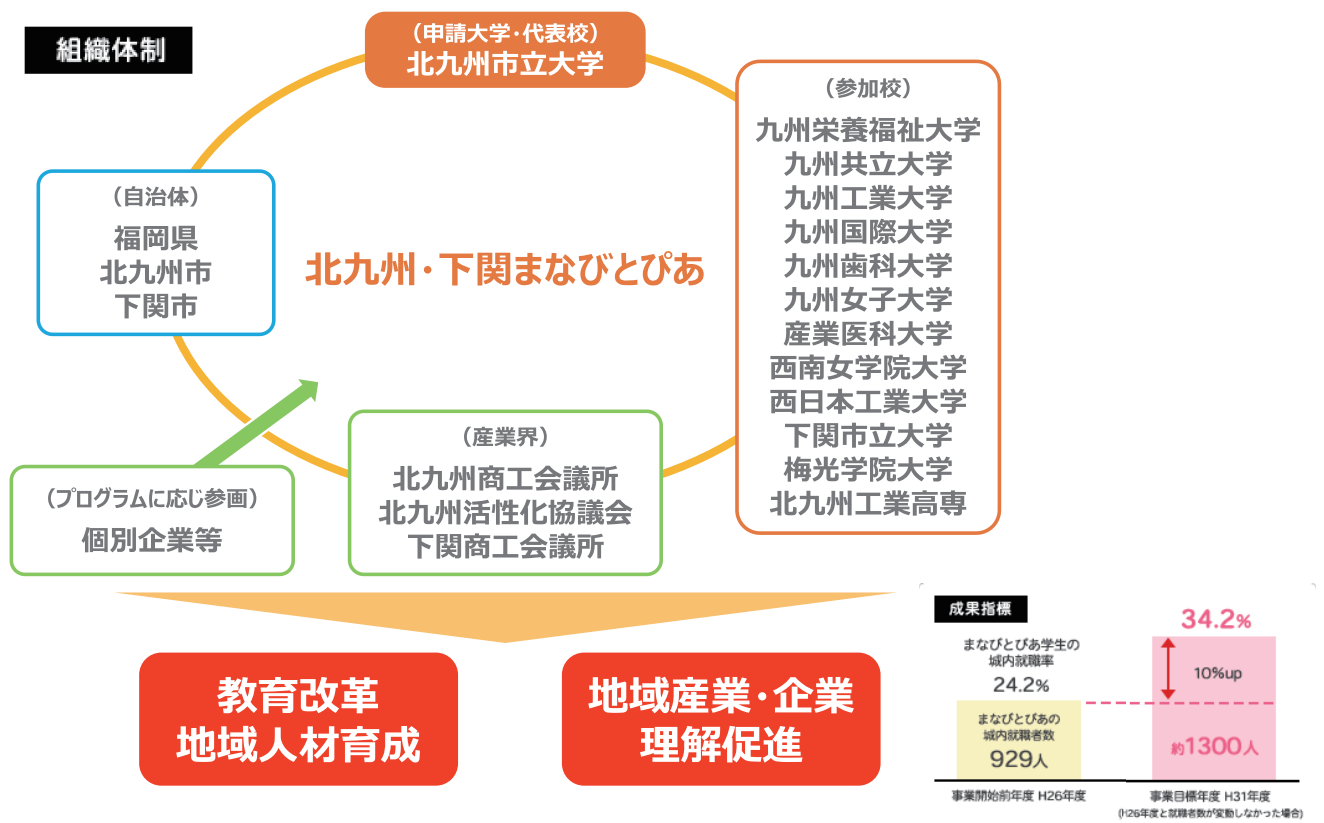 組織体制
（申請大学・代表校）
北九州市立大学
（参加校）
九州栄養福祉大学
九州共立大学
九州工業大学
九州国際大学
九州歯科大学
九州女子大学
産業医科大学
西南女学院大学
西日本工業大学
下関市立大学
梅光学院大学
北九州工業高専
（自治体）
福岡県
北九州市
下関市
北九州・下関まなびとぴあ
（産業界）
北九州商工会議所
北九州活性化協議会
下関商工会議所
（プログラムに応じ参画）
個別企業等
教育改革
地域人材育成
地域産業・企業
理解促進
成果指標
まなびとぴあ学生の
城内就職率
24.2%
まなびとぴあの
城内就職者数
929人
事業開始前年度 H26年度
34.2%
10%up
約1300人
事業目標年度 H31年度
(H26年度と就職者数が変動しなかった場合)